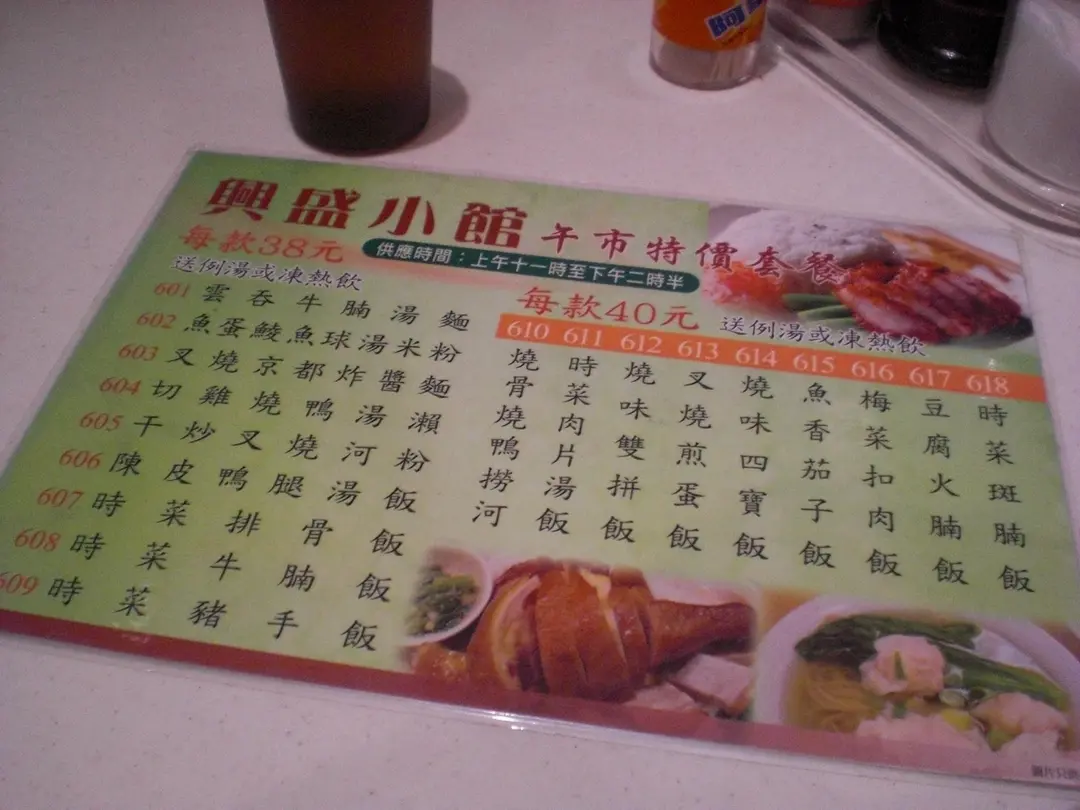 興盛小館 午市特價套餐
供應時間：上午十一時至下午二時半
每款38元
送例湯或凍熱飲
601 雲吞牛腩湯麵
602 魚蛋鯪魚球湯米粉
603 叉燒京都炸醬麵
604 切雞燒鴨湯瀨
605 干炒叉燒河粉
606 陳皮鴨腿湯飯
607 時菜排骨飯
608 時菜牛腩飯
609 時菜豬手飯
每款40元 送例湯或凍熱飲
610 燒骨燒鴨撈河
611 時菜肉片湯飯
612 燒味雙拼飯
613 叉燒煎蛋飯
614 燒味四寶飯
615 魚香茄子飯
616 梅菜扣肉飯
617 豆腐火腩飯
618 時菜斑腩飯